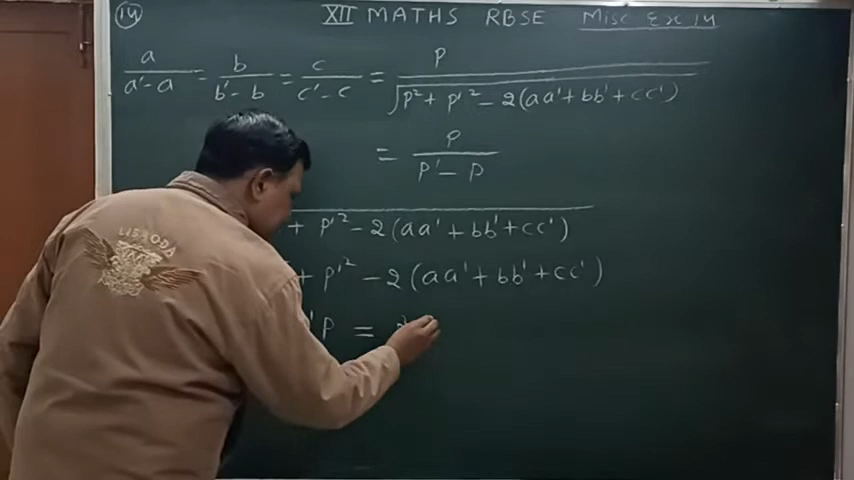 14 XII MATHS RBSE Misc Ex 14
a/(a'-a) = b/(b'-b) = c/(c'-c) = P/√(P² + P'² - 2(aa' + bb' + cc'))
= P/(P' - P)
+ P'² - 2(aa' + bb' + cc')
+ P'² - 2(aa' + bb' + cc')
'P =
LISBODA